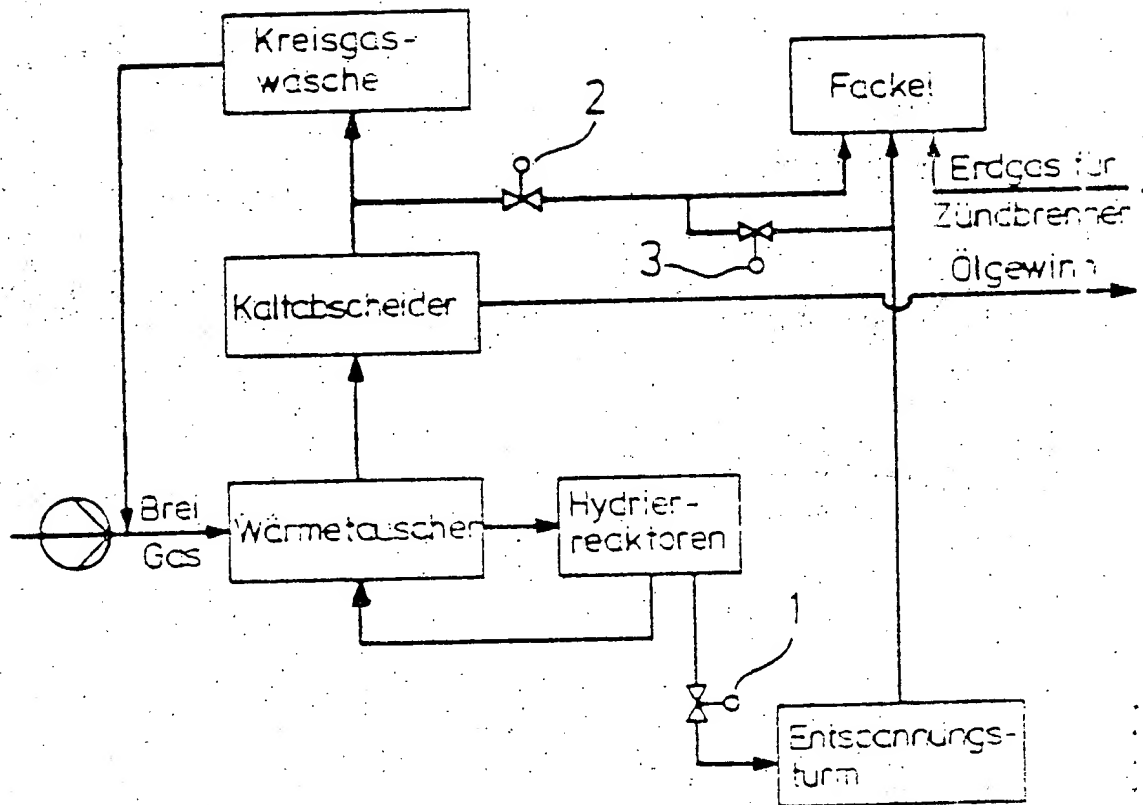 Kreisgas-
wäsche
Fackel
2
Erdgas für
Zündbrenner
3
Ölgewinn
Kaltabscheider
Brei
Gas
Wärmetauscher
Hydrier-
reaktoren
1
Entspannungs-
turm